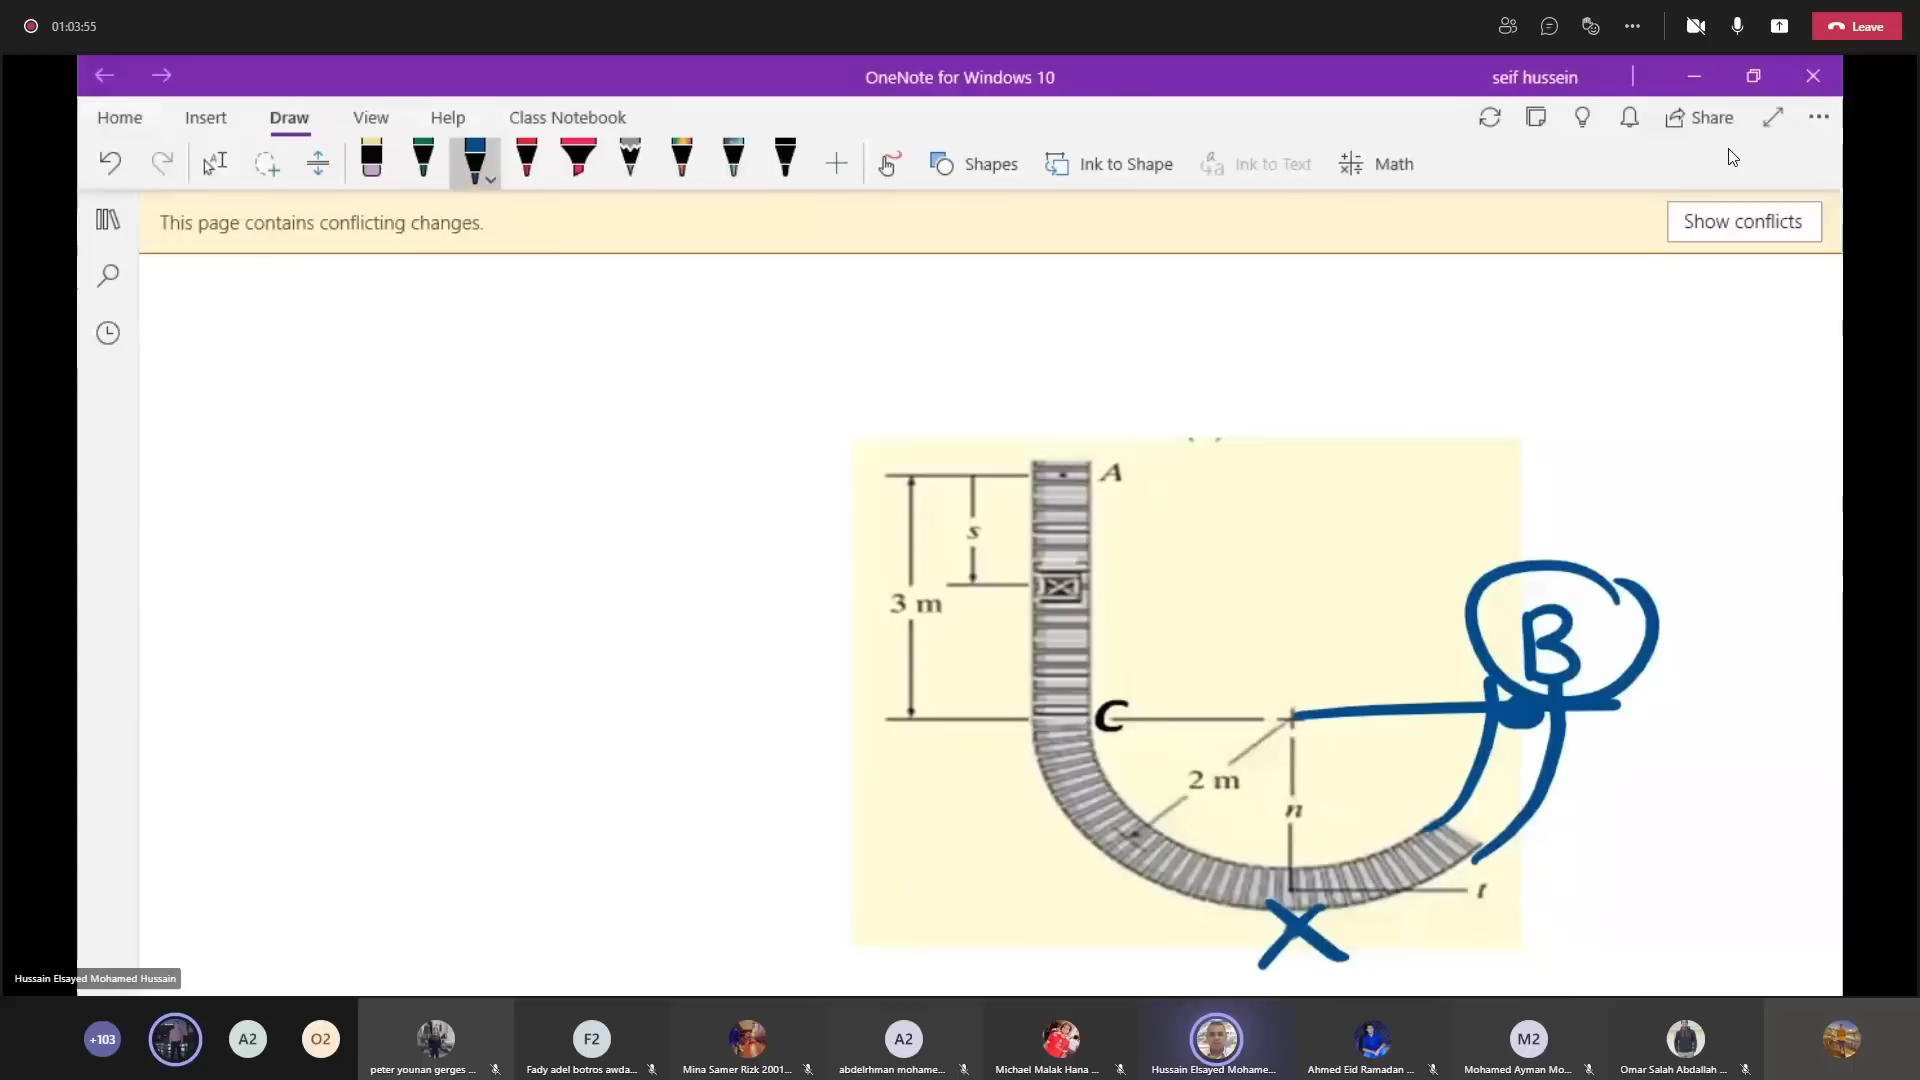 01:03:55
Leave
OneNote for Windows 10
seif hussein
Home
Insert
Draw
View
Help
Class Notebook
Share
Shapes
Ink to Shape
Ink to Text
Math
This page contains conflicting changes.
Show conflicts
A
s
3 m
B
C
2 m
n
t
X
Hussain Elsayed Mohamed Hussain
+103
A2
O2
F2
A2
M2
peter younan gerges ...
Fady adel botros awda...
Mina Samer Rizk 2001...
abdelrhman mohame...
Michael Malak Hana ...
Hussain Elsayed Mohame...
Ahmed Eid Ramadan ...
Mohamed Ayman Mo...
Omar Salah Abdallah ...